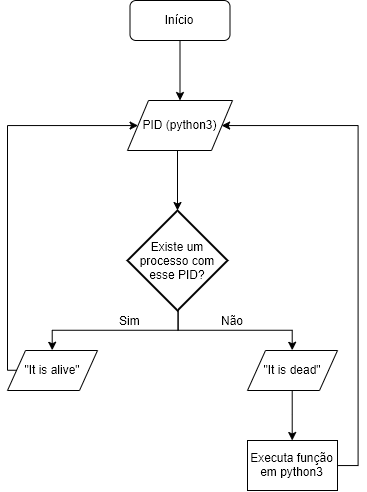 Início
PID (python3)
Existe um
processo com
esse PID?
Sim
Não
"It is alive"
"It is dead"
Executa função
em python3